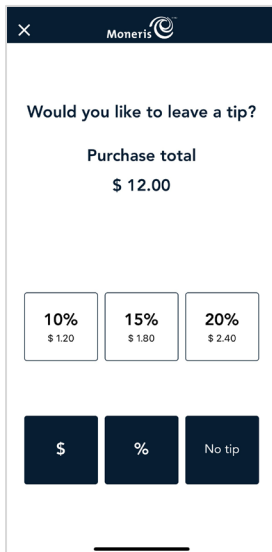 Moneris
Would you like to leave a tip?
Purchase total
$ 12.00
10% 15% 20%
$ 1.20 $ 1.80 $ 2.40
$ % No tip